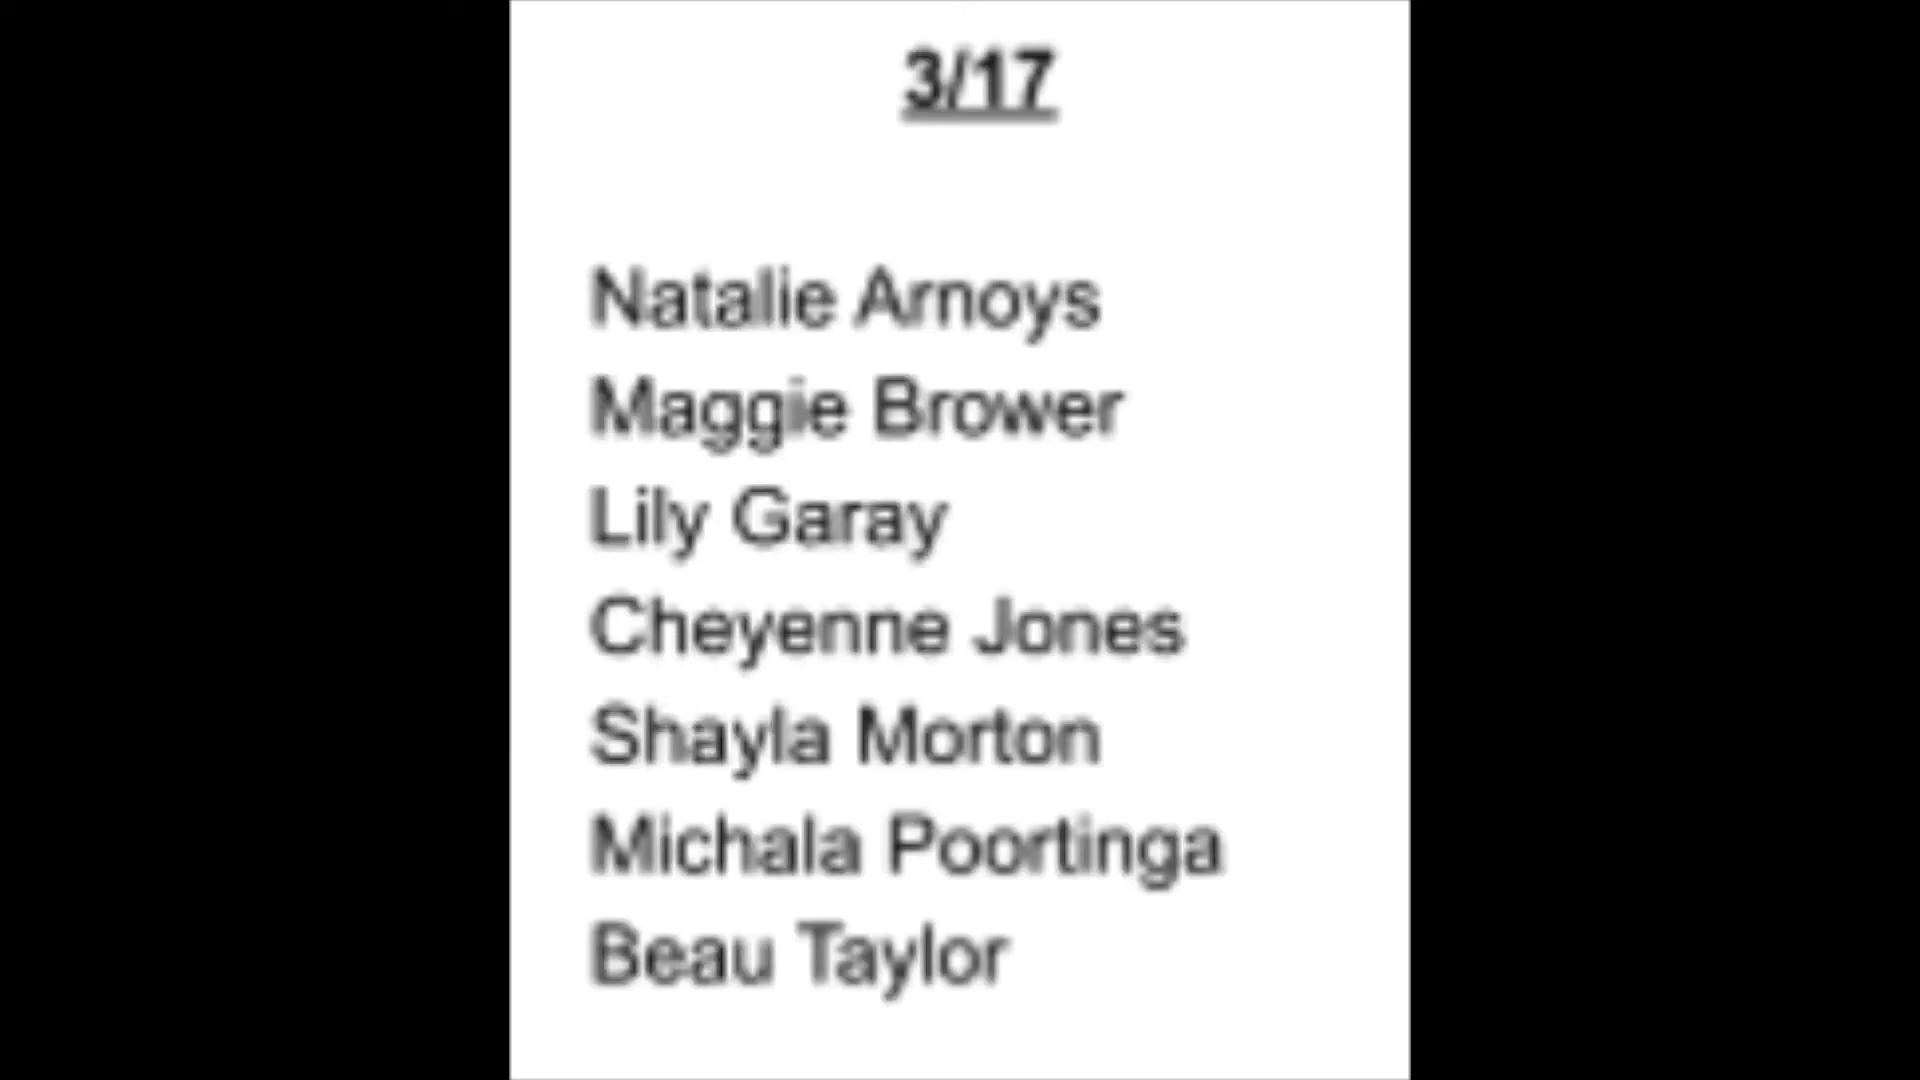 3/17
Natalie Arnoys
Maggie Brower
Lily Garay
Cheyenne Jones
Shayla Morton
Michala Poortinga
Beau Taylor